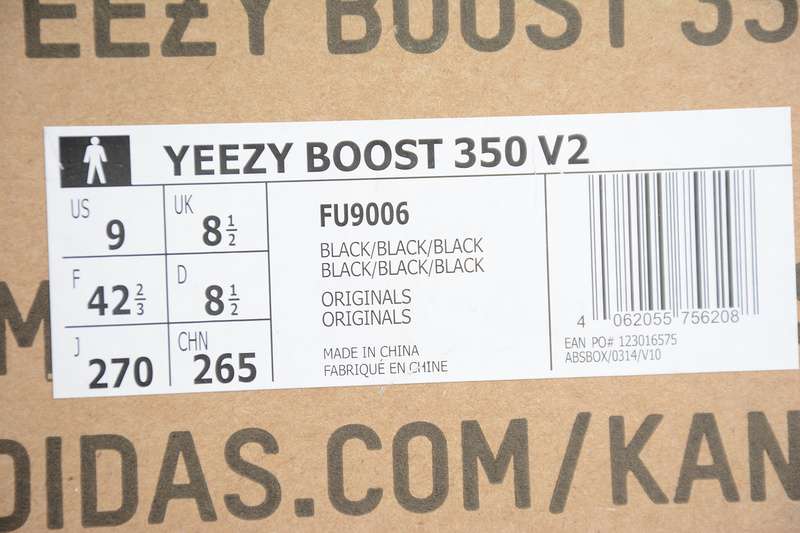 EEZY BOOST 35
YEEZY BOOST 350 V2
US 9
UK 8 1/2
F 42 2/3
D 8 1/2
J 270
CHN 265
FU9006
BLACK/BLACK/BLACK
BLACK/BLACK/BLACK
ORIGINALS
ORIGINALS
MADE IN CHINA
FABRIQUÉ EN CHINE
4 062055 756208
EAN PO# 123016575
ABSBOX/0314/V10
M
DIDAS.COM/KAN